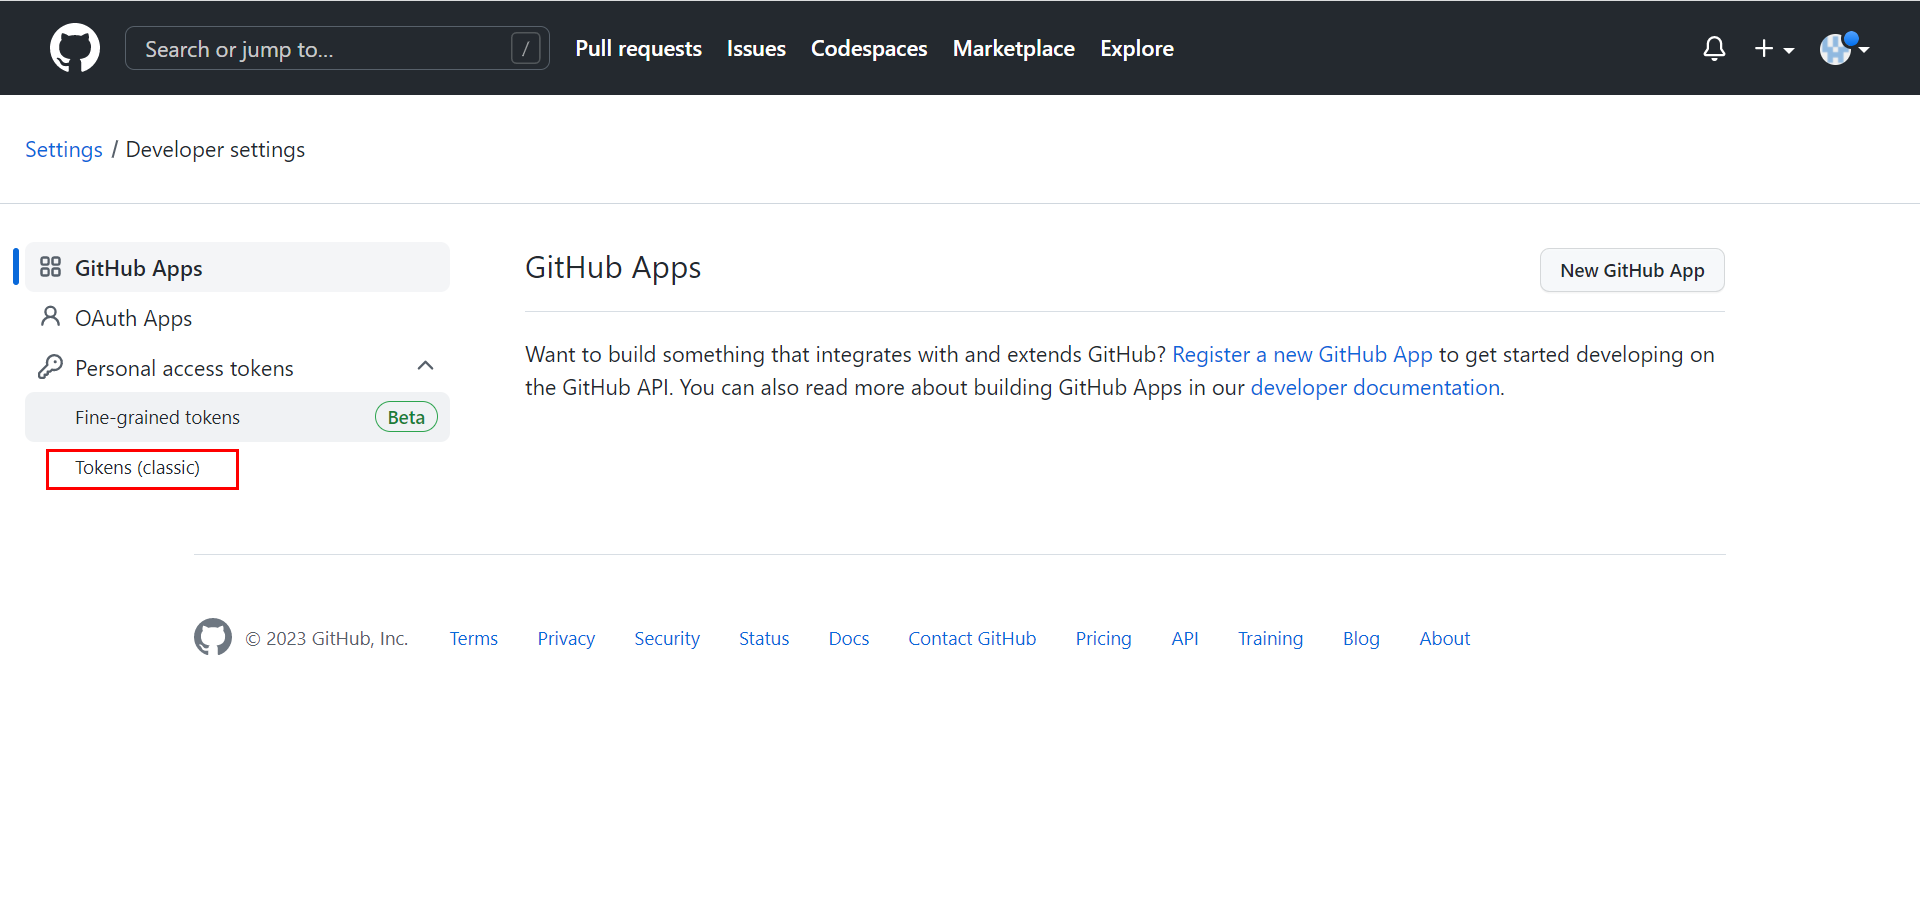 Search or jump to... /
Pull requests Issues Codespaces Marketplace Explore
Settings / Developer settings
GitHub Apps
OAuth Apps
Personal access tokens
Fine-grained tokens Beta
Tokens (classic)
GitHub Apps
New GitHub App
Want to build something that integrates with and extends GitHub? Register a new GitHub App to get started developing on
the GitHub API. You can also read more about building GitHub Apps in our developer documentation.
© 2023 GitHub, Inc. Terms Privacy Security Status Docs Contact GitHub Pricing API Training Blog About